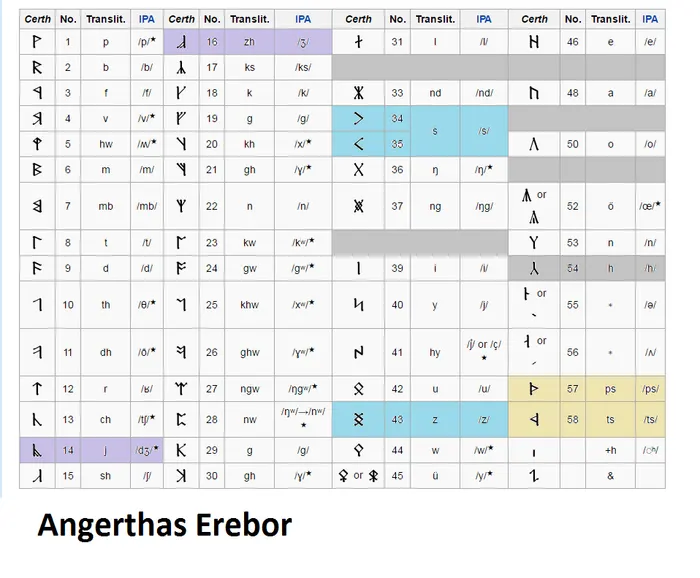 Certh No. Translit. IPA Certh No. Translit. IPA Certh No. Translit. IPA Certh No. Translit. IPA
1 p /p/★ 16 zh /ʒ/ 31 l /l/ 46 e /e/
2 b /b/ 17 ks /ks/
3 f /f/ 18 k /k/ 33 nd /nd/ 48 a /a/
4 v /v/★ 19 g /g/ 34 s /s/
5 hw /ʍ/★ 20 kh /x/★ 35 50 o /o/
6 m /m/ 21 gh /ɣ/★ 36 ŋ /ŋ/★
7 mb /mb/ 22 n /n/ 37 ng /ŋg/ or 52 ö /œ/★
8 t /t/ 23 kw /kʷ/★ 53 n /n/
9 d /d/ 24 gw /gʷ/★ 39 i /i/ 54 h /h/
10 th /θ/★ 25 khw /xʷ/★ 40 y /j/ or 55 * /ə/
11 dh /ð/★ 26 ghw /ɣʷ/★ 41 hy /j̊/ or /ç/★ or 56 * /ʌ/
12 r /ʁ/ 27 ngw /ŋgʷ/★ 42 u /u/ 57 ps /ps/
13 ch /tʃ/★ 28 nw /ŋʷ/→/nʷ/★ 43 z /z/ 58 ts /ts/
14 j /dʒ/★ 29 g /g/ 44 w /w/★ +h /◌ʰ/
15 sh /ʃ/ 30 gh /ɣ/★ or 45 ü /y/★ &
Angerthas Erebor